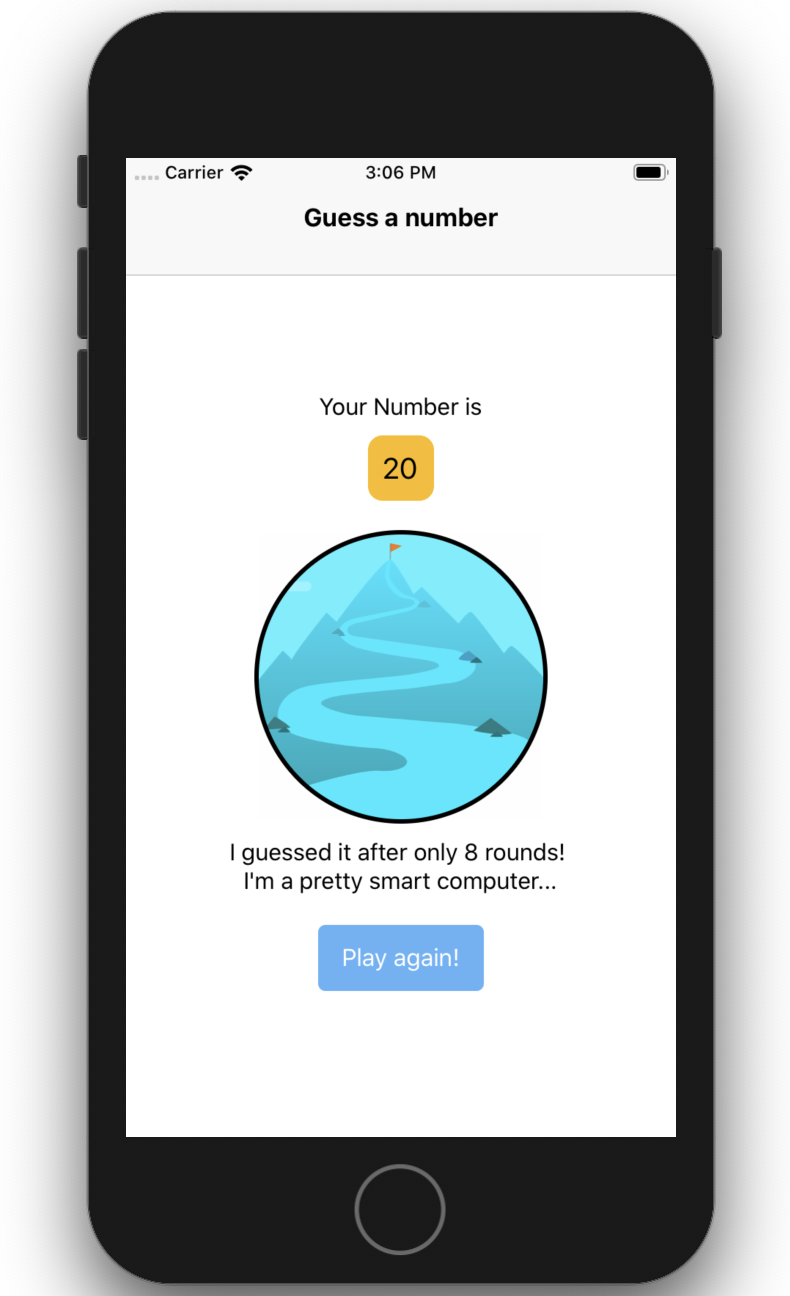 Carrier 3:06 PM
Guess a number
Your Number is
20
I guessed it after only 8 rounds!
I'm a pretty smart computer...
Play again!